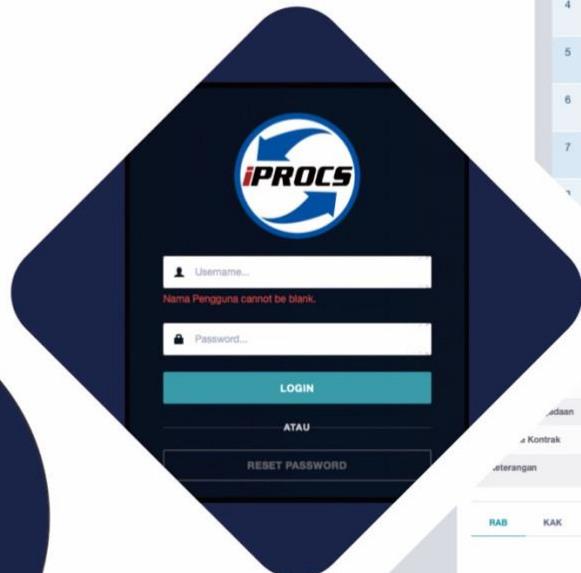 4
5
6
7
iPROCS
Username...
Nama Pengguna cannot be blank.
Password...
LOGIN
ATAU
RESET PASSWORD
Kontrak
RAB KAK